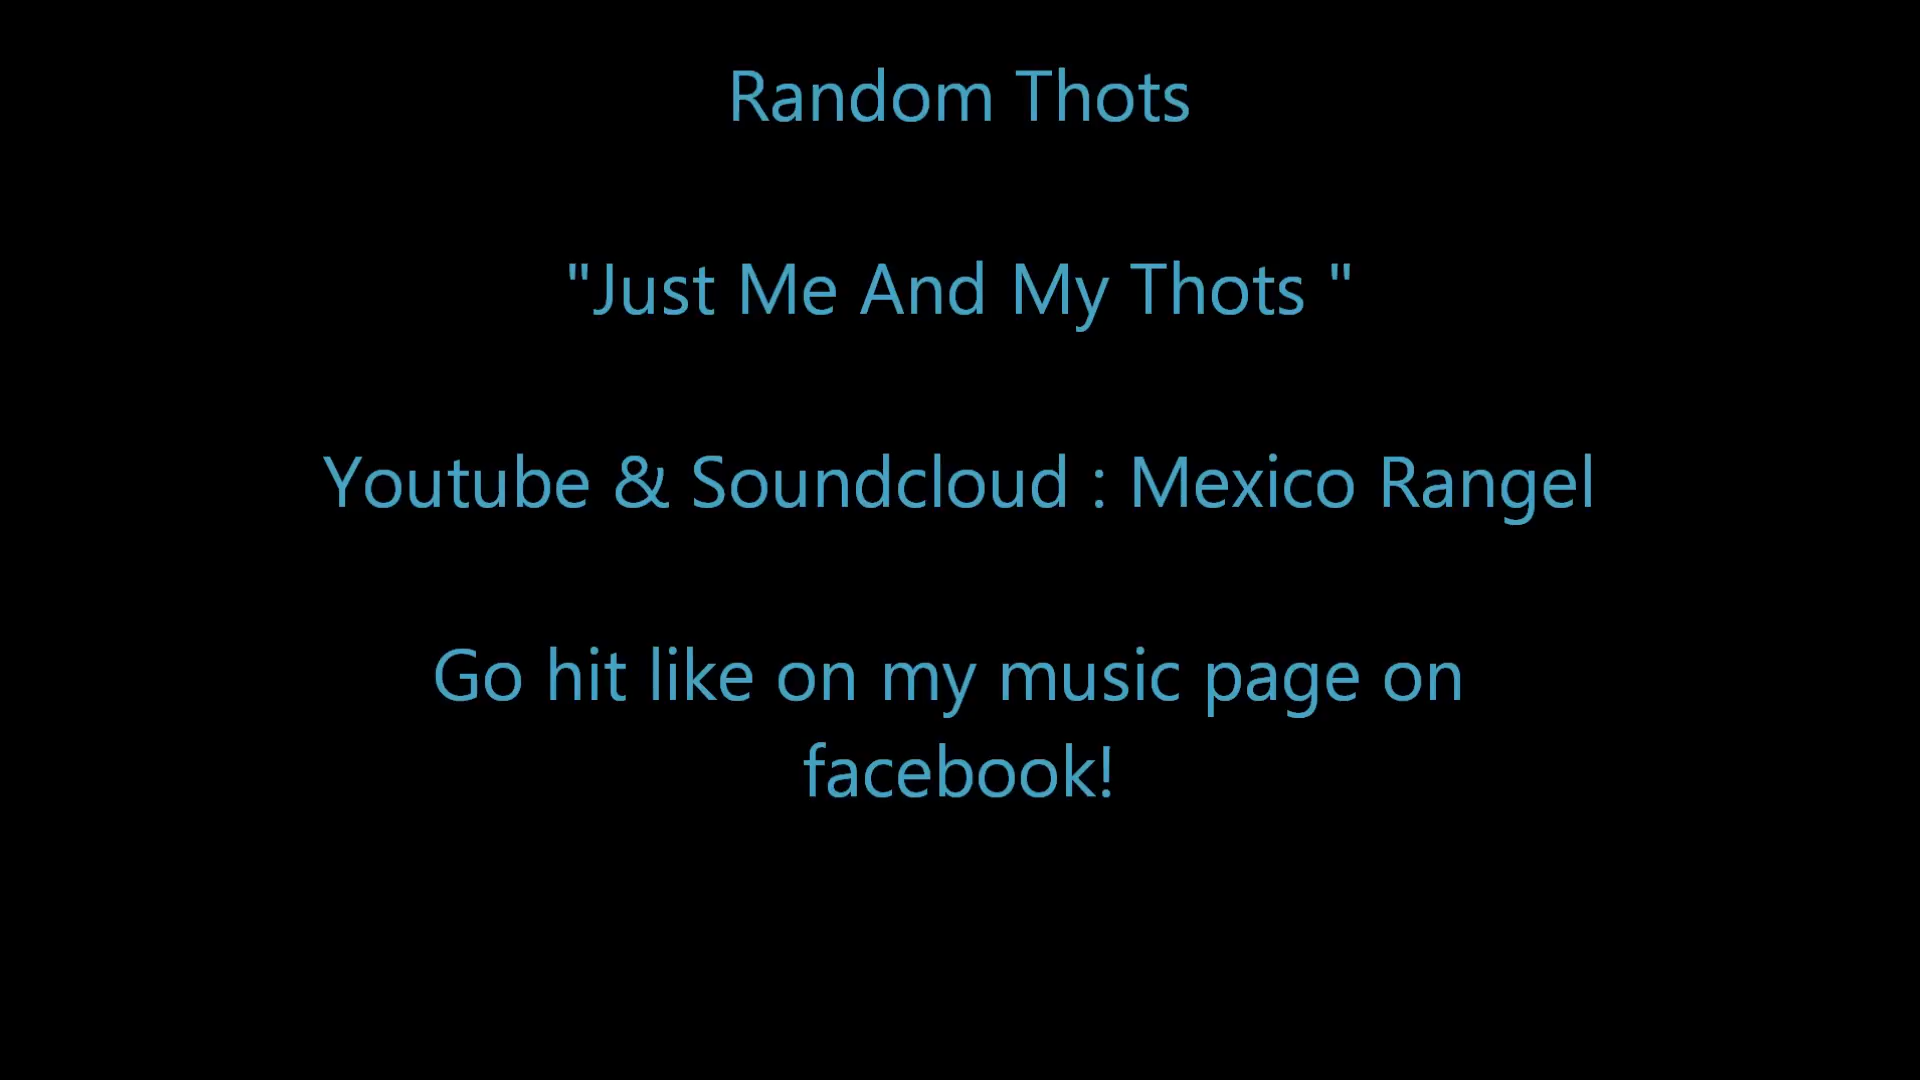 Random Thots
"Just Me And My Thots "
Youtube & Soundcloud : Mexico Rangel
Go hit like on my music page on
facebook!